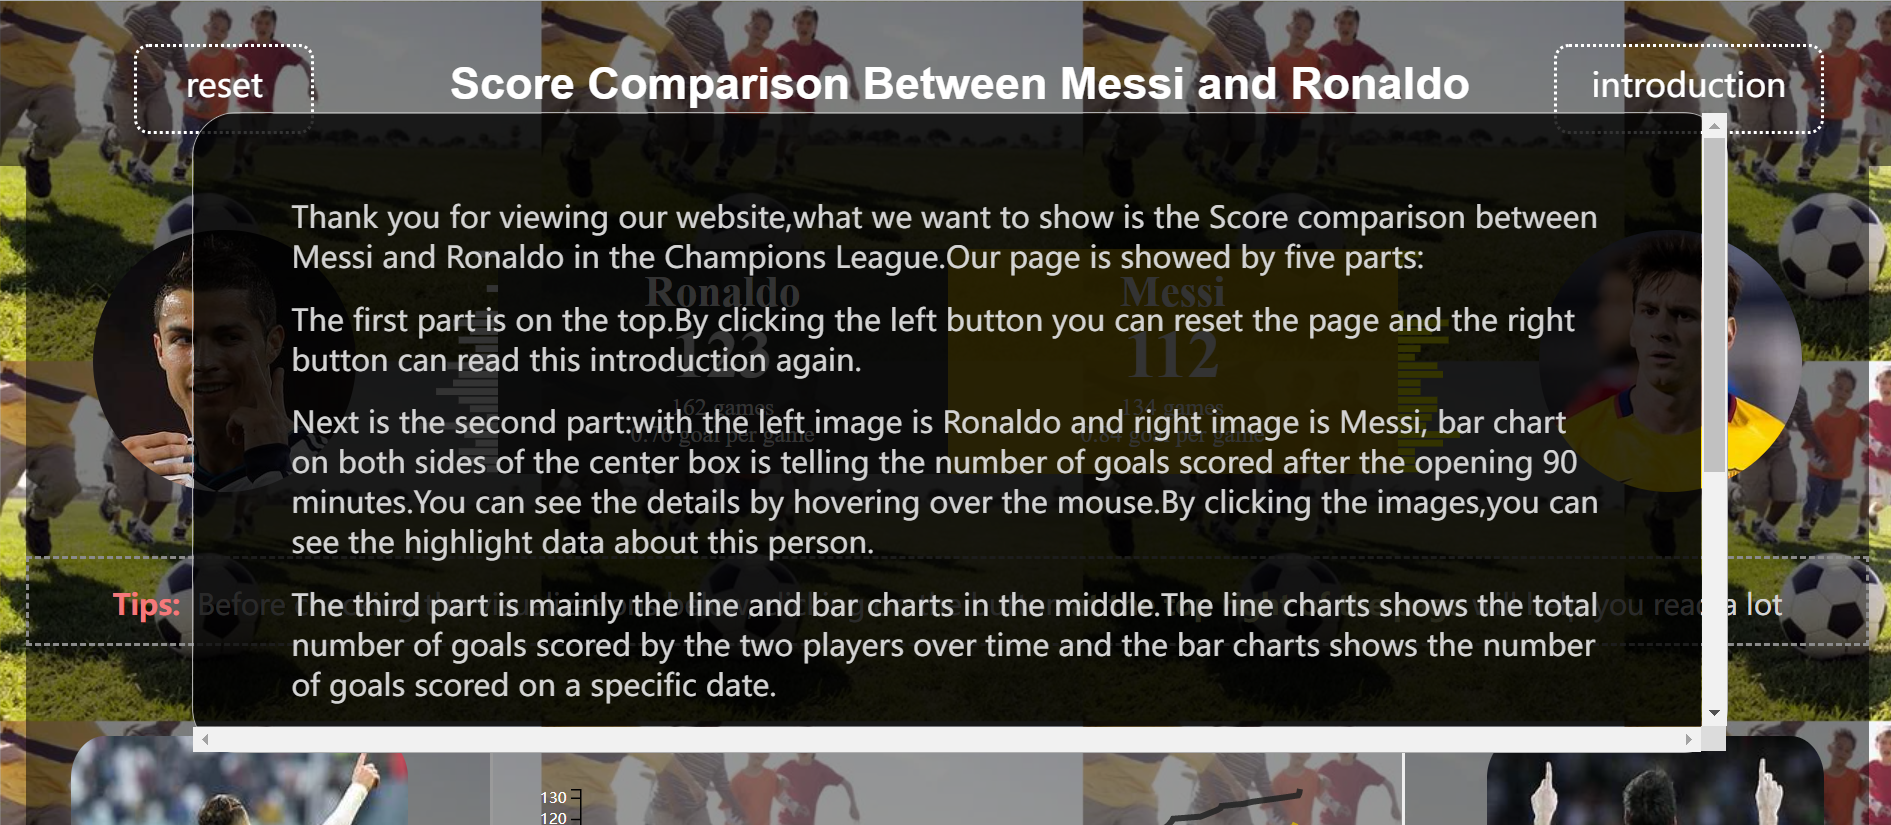 reset
Score Comparison Between Messi and Ronaldo
introduction
Thank you for viewing our website,what we want to show is the Score comparison between
Messi and Ronaldo in the Champions League.Our page is showed by five parts:
Ronaldo
Messi
The first part is on the top.By clicking the left button you can reset the page and the right
button can read this introduction again.
123
112
162 games
134 games
0.76 goal per game
0.84 goal per game
Next is the second part:with the left image is Ronaldo and right image is Messi, bar chart
on both sides of the center box is telling the number of goals scored after the opening 90
minutes.You can see the details by hovering over the mouse.By clicking the images,you can
see the highlight data about this person.
Tips: Before you read a lot
The third part is mainly the line and bar charts in the middle.The line charts shows the total
number of goals scored by the two players over time and the bar charts shows the number
of goals scored on a specific date.
130
120